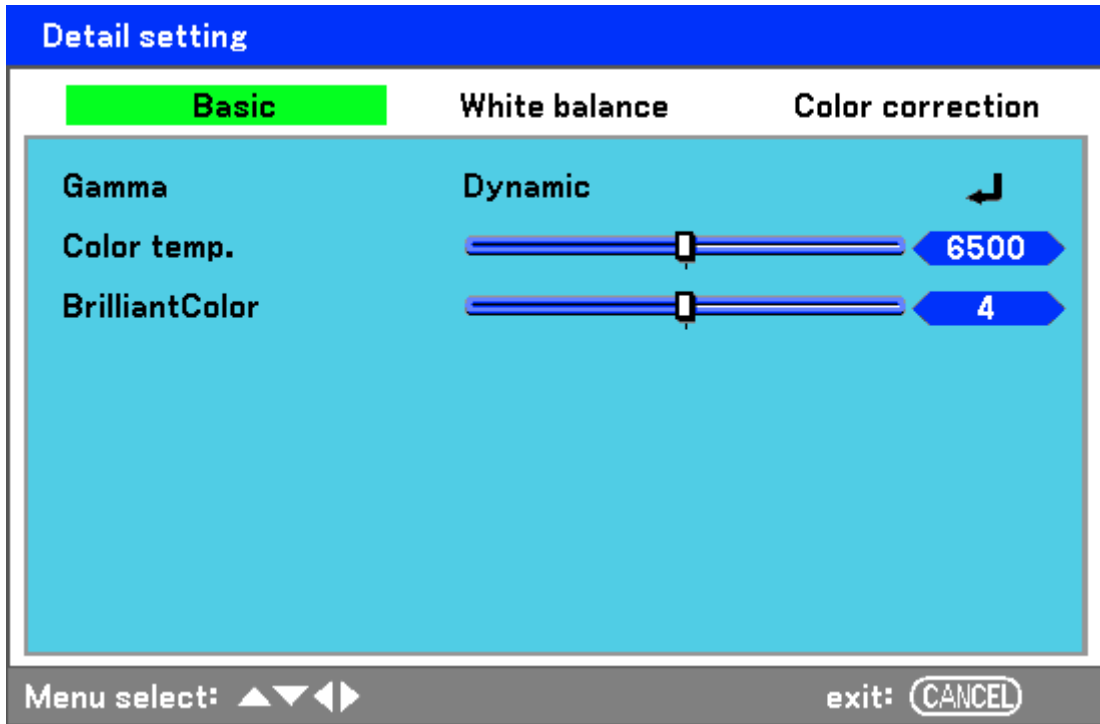 Detail setting
Basic White balance Color correction
Gamma Dynamic
Color temp. 6500
BrilliantColor 4
Menu select: ▲▼◀▶ exit: CANCEL